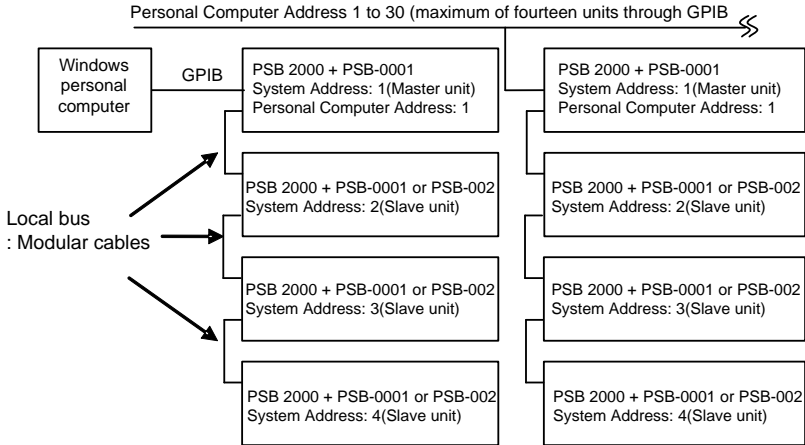 Personal Computer Address 1 to 30 (maximum of fourteen units through GPIB
Windows
personal
computer
GPIB
PSB 2000 + PSB-0001
System Address: 1(Master unit)
Personal Computer Address: 1
PSB 2000 + PSB-0001
System Address: 1(Master unit)
Personal Computer Address: 1
PSB 2000 + PSB-0001 or PSB-002
System Address: 2(Slave unit)
PSB 2000 + PSB-0001 or PSB-002
System Address: 2(Slave unit)
Local bus
: Modular cables
PSB 2000 + PSB-0001 or PSB-002
System Address: 3(Slave unit)
PSB 2000 + PSB-0001 or PSB-002
System Address: 3(Slave unit)
PSB 2000 + PSB-0001 or PSB-002
System Address: 4(Slave unit)
PSB 2000 + PSB-0001 or PSB-002
System Address: 4(Slave unit)